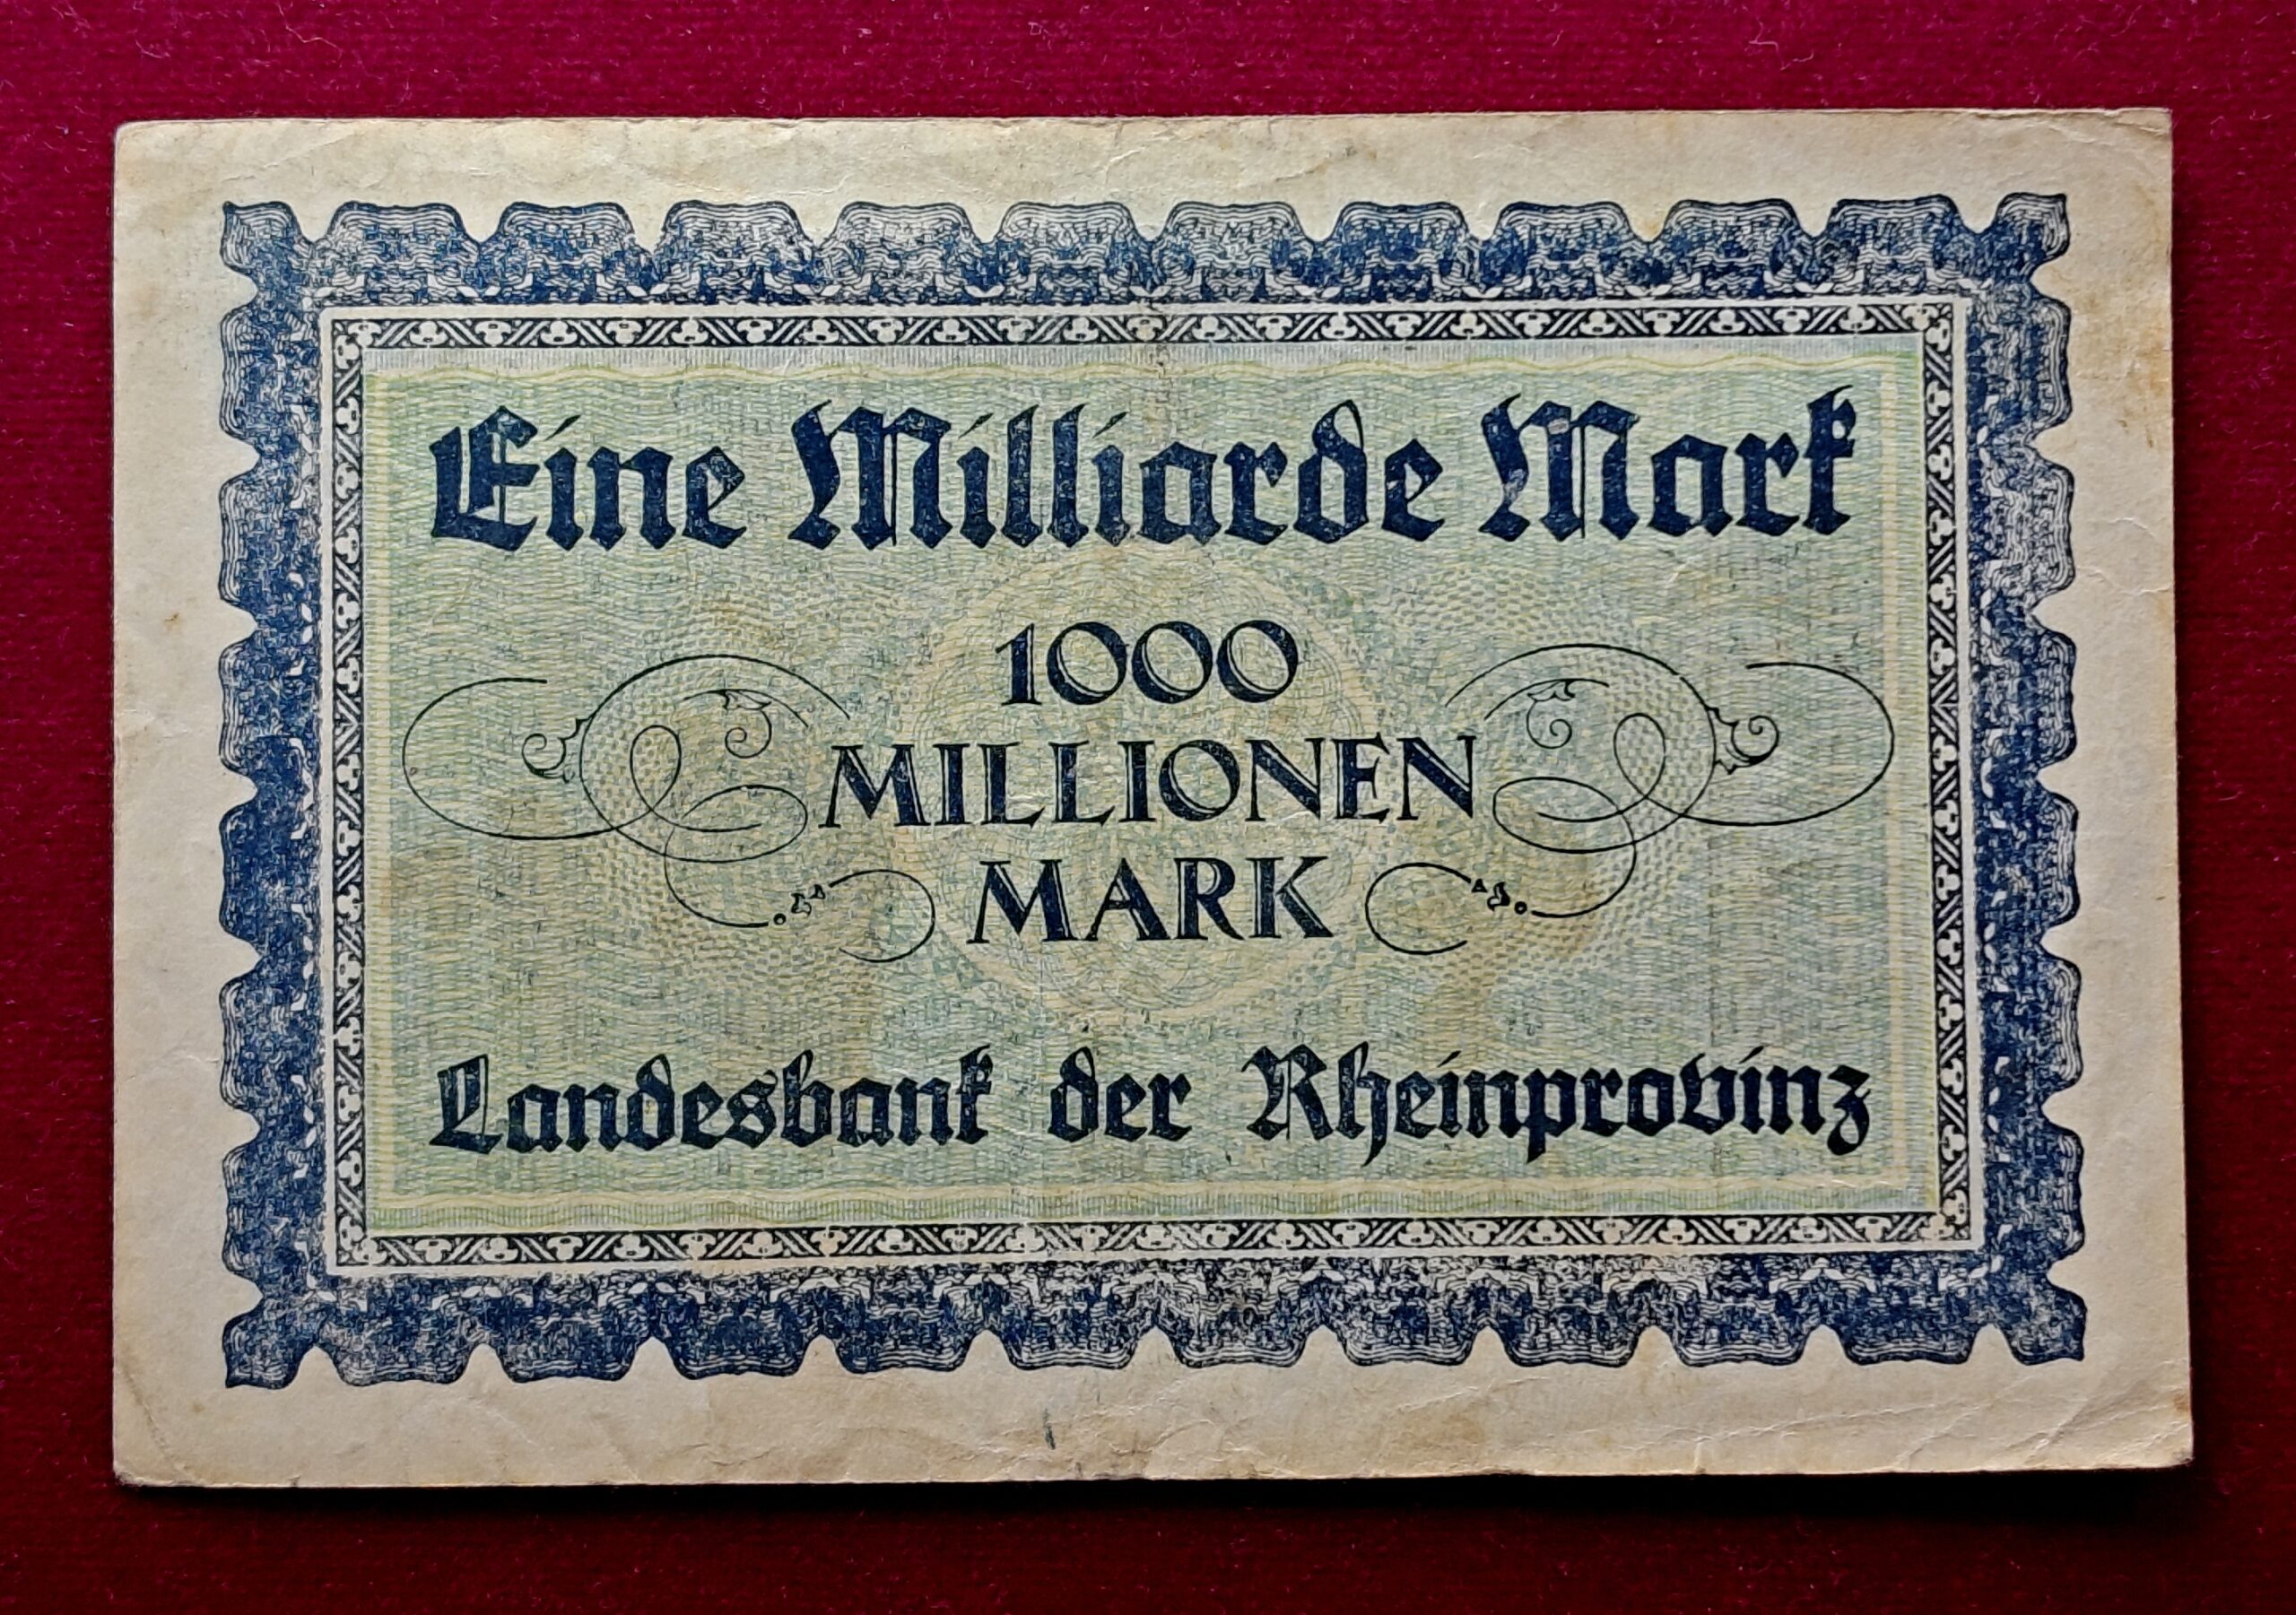 Eine Milliarde Mark
1000
MILLIONEN
MARK
Landesbank der Rheinprovinz